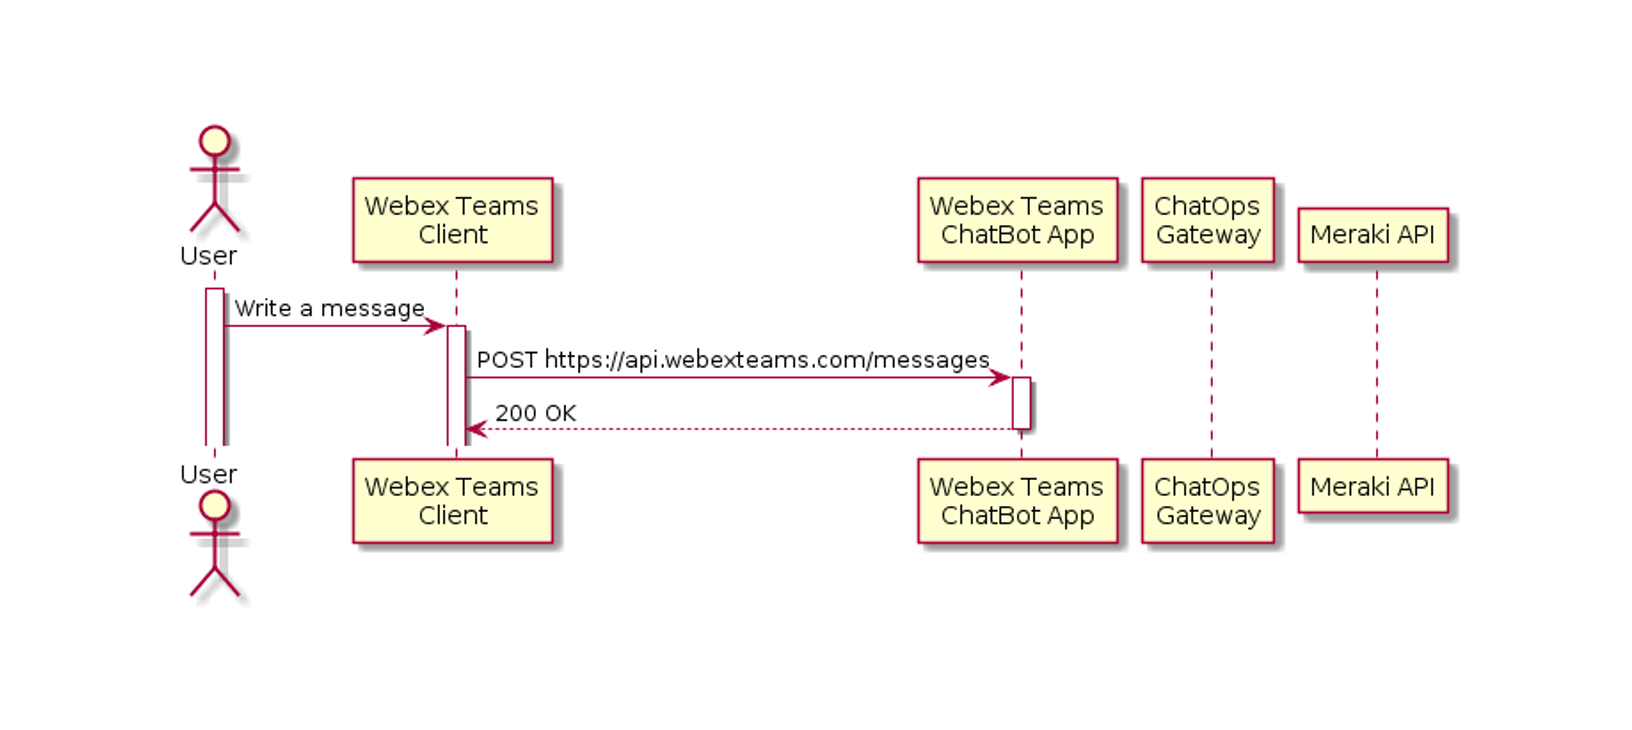 User
Webex Teams
Client
Webex Teams
ChatBot App
ChatOps
Gateway
Meraki API
Write a message
POST https://api.webexteams.com/messages
200 OK
User
Webex Teams
Client
Webex Teams
ChatBot App
ChatOps
Gateway
Meraki API